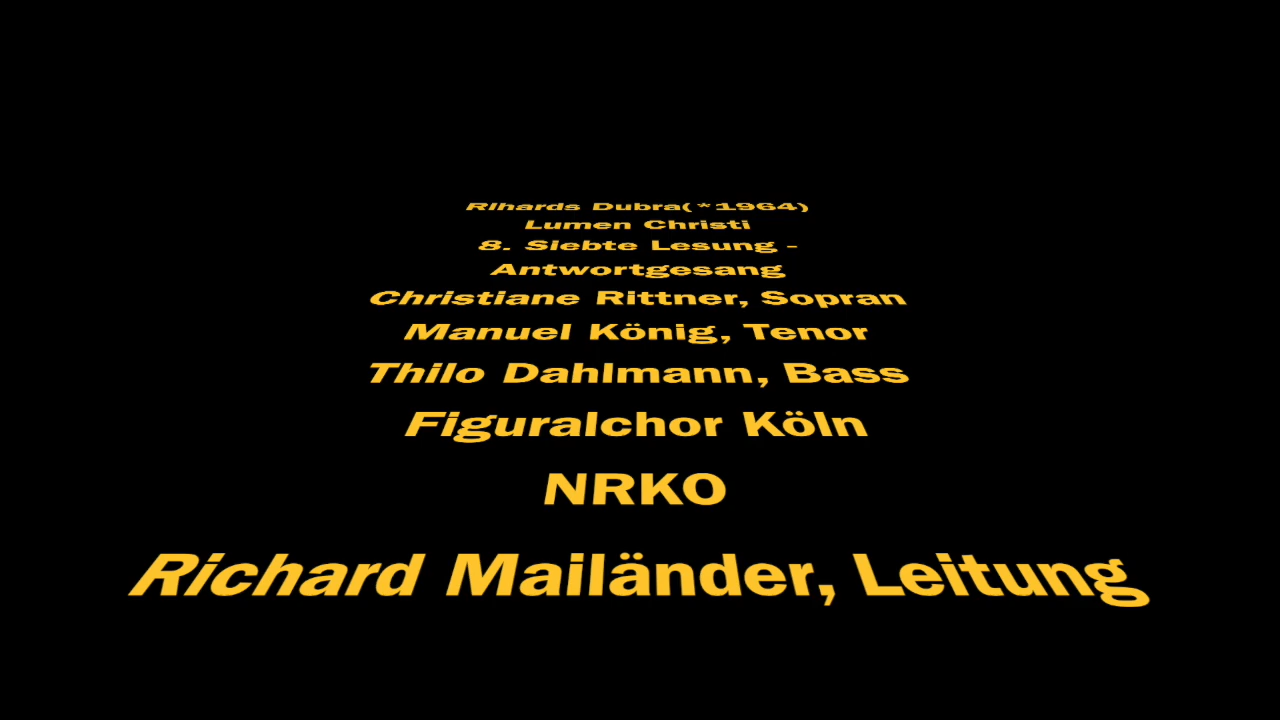 Rihards Dubra(*1964)
Lumen Christi
8. Siebte Lesung -
Antwortgesang
Christiane Rittner, Sopran
Manuel König, Tenor
Thilo Dahlmann, Bass
Figuralchor Köln
NRKO
Richard Mailänder, Leitung